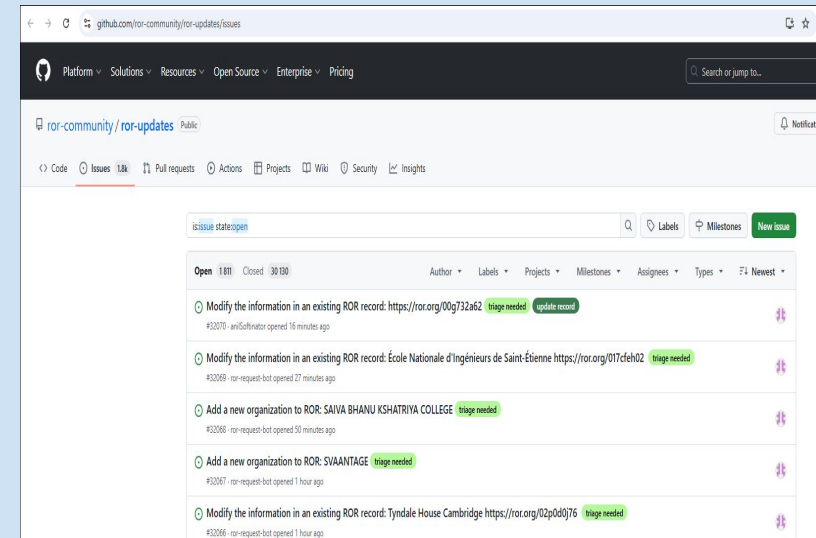 github.com/ror-community/ror-updates/issues
Platform Solutions Resources Open Source Enterprise Pricing
Search or jump to...
ror-community / ror-updates Public
Notificat
Code Issues 1.8k Pull requests Actions Projects Wiki Security Insights
is:issue state:open
Labels Milestones New issue
Open 1 811 Closed 30 130 Author Labels Projects Milestones Assignees Types Newest
Modify the information in an existing ROR record: https://ror.org/00g732a62 triage needed update record
#32070 · anilSoftinator opened 16 minutes ago
Modify the information in an existing ROR record: École Nationale d'Ingénieurs de Saint-Étienne https://ror.org/017cfeh02 triage needed
#32069 · ror-request-bot opened 27 minutes ago
Add a new organization to ROR: SAIVA BHANU KSHATRIYA COLLEGE triage needed
#32068 · ror-request-bot opened 50 minutes ago
Add a new organization to ROR: SVAANTAGE triage needed
#32067 · ror-request-bot opened 1 hour ago
Modify the information in an existing ROR record: Tyndale House Cambridge https://ror.org/02p0d0j76 triage needed
#32066 · ror-request-bot opened 1 hour ago